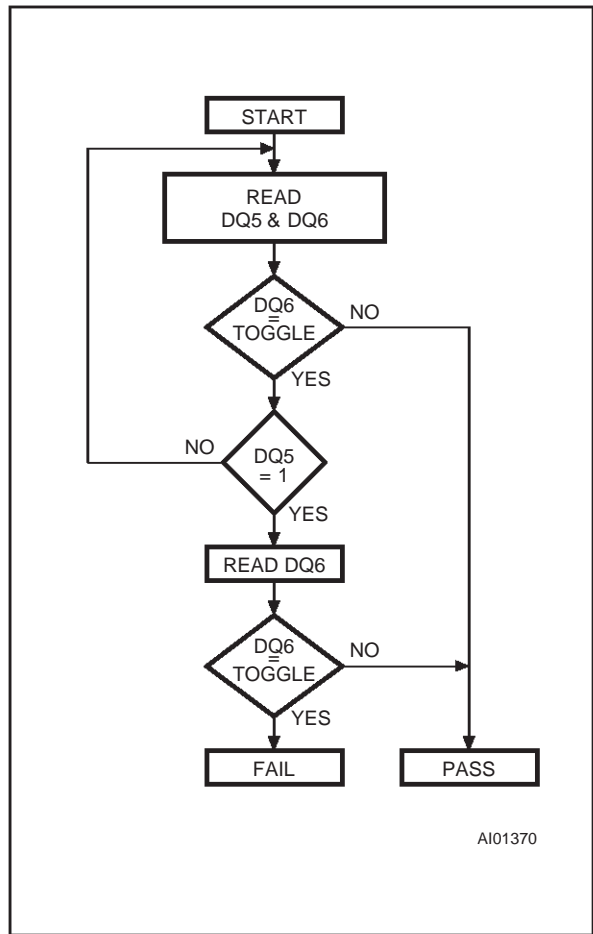 START
READ
DQ5 & DQ6
DQ6
=
TOGGLE
NO
YES
NO
DQ5
= 1
YES
READ DQ6
DQ6
=
TOGGLE
NO
YES
FAIL
PASS
AI01370